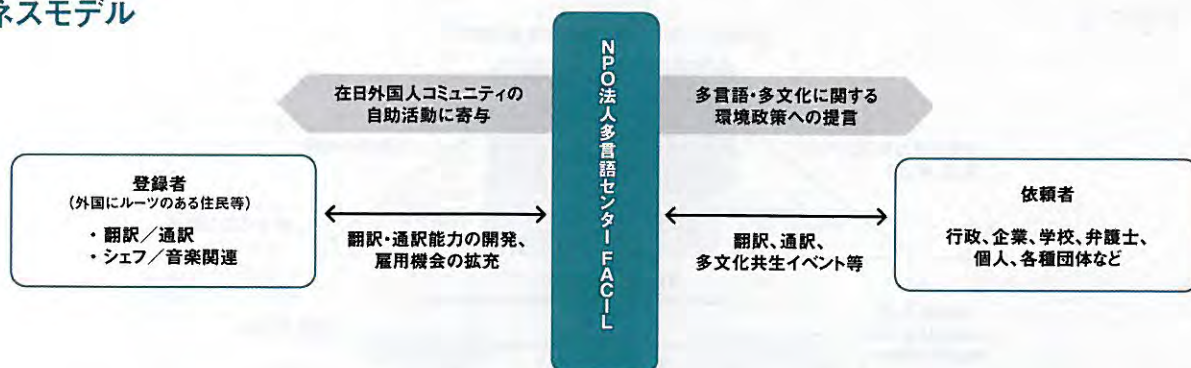 ネスモデル
在日外国人コミュニティの
自助活動に寄与
NPO法人多言語センターFACIL
多言語・多文化に関する
環境政策への提言
登録者
(外国にルーツのある住民等)
・翻訳/通訳
・シェフ/音楽関連
翻訳・通訳能力の開発、
雇用機会の拡充
翻訳、通訳、
多文化共生イベント等
依頼者
行政、企業、学校、弁護士、
個人、各種団体など